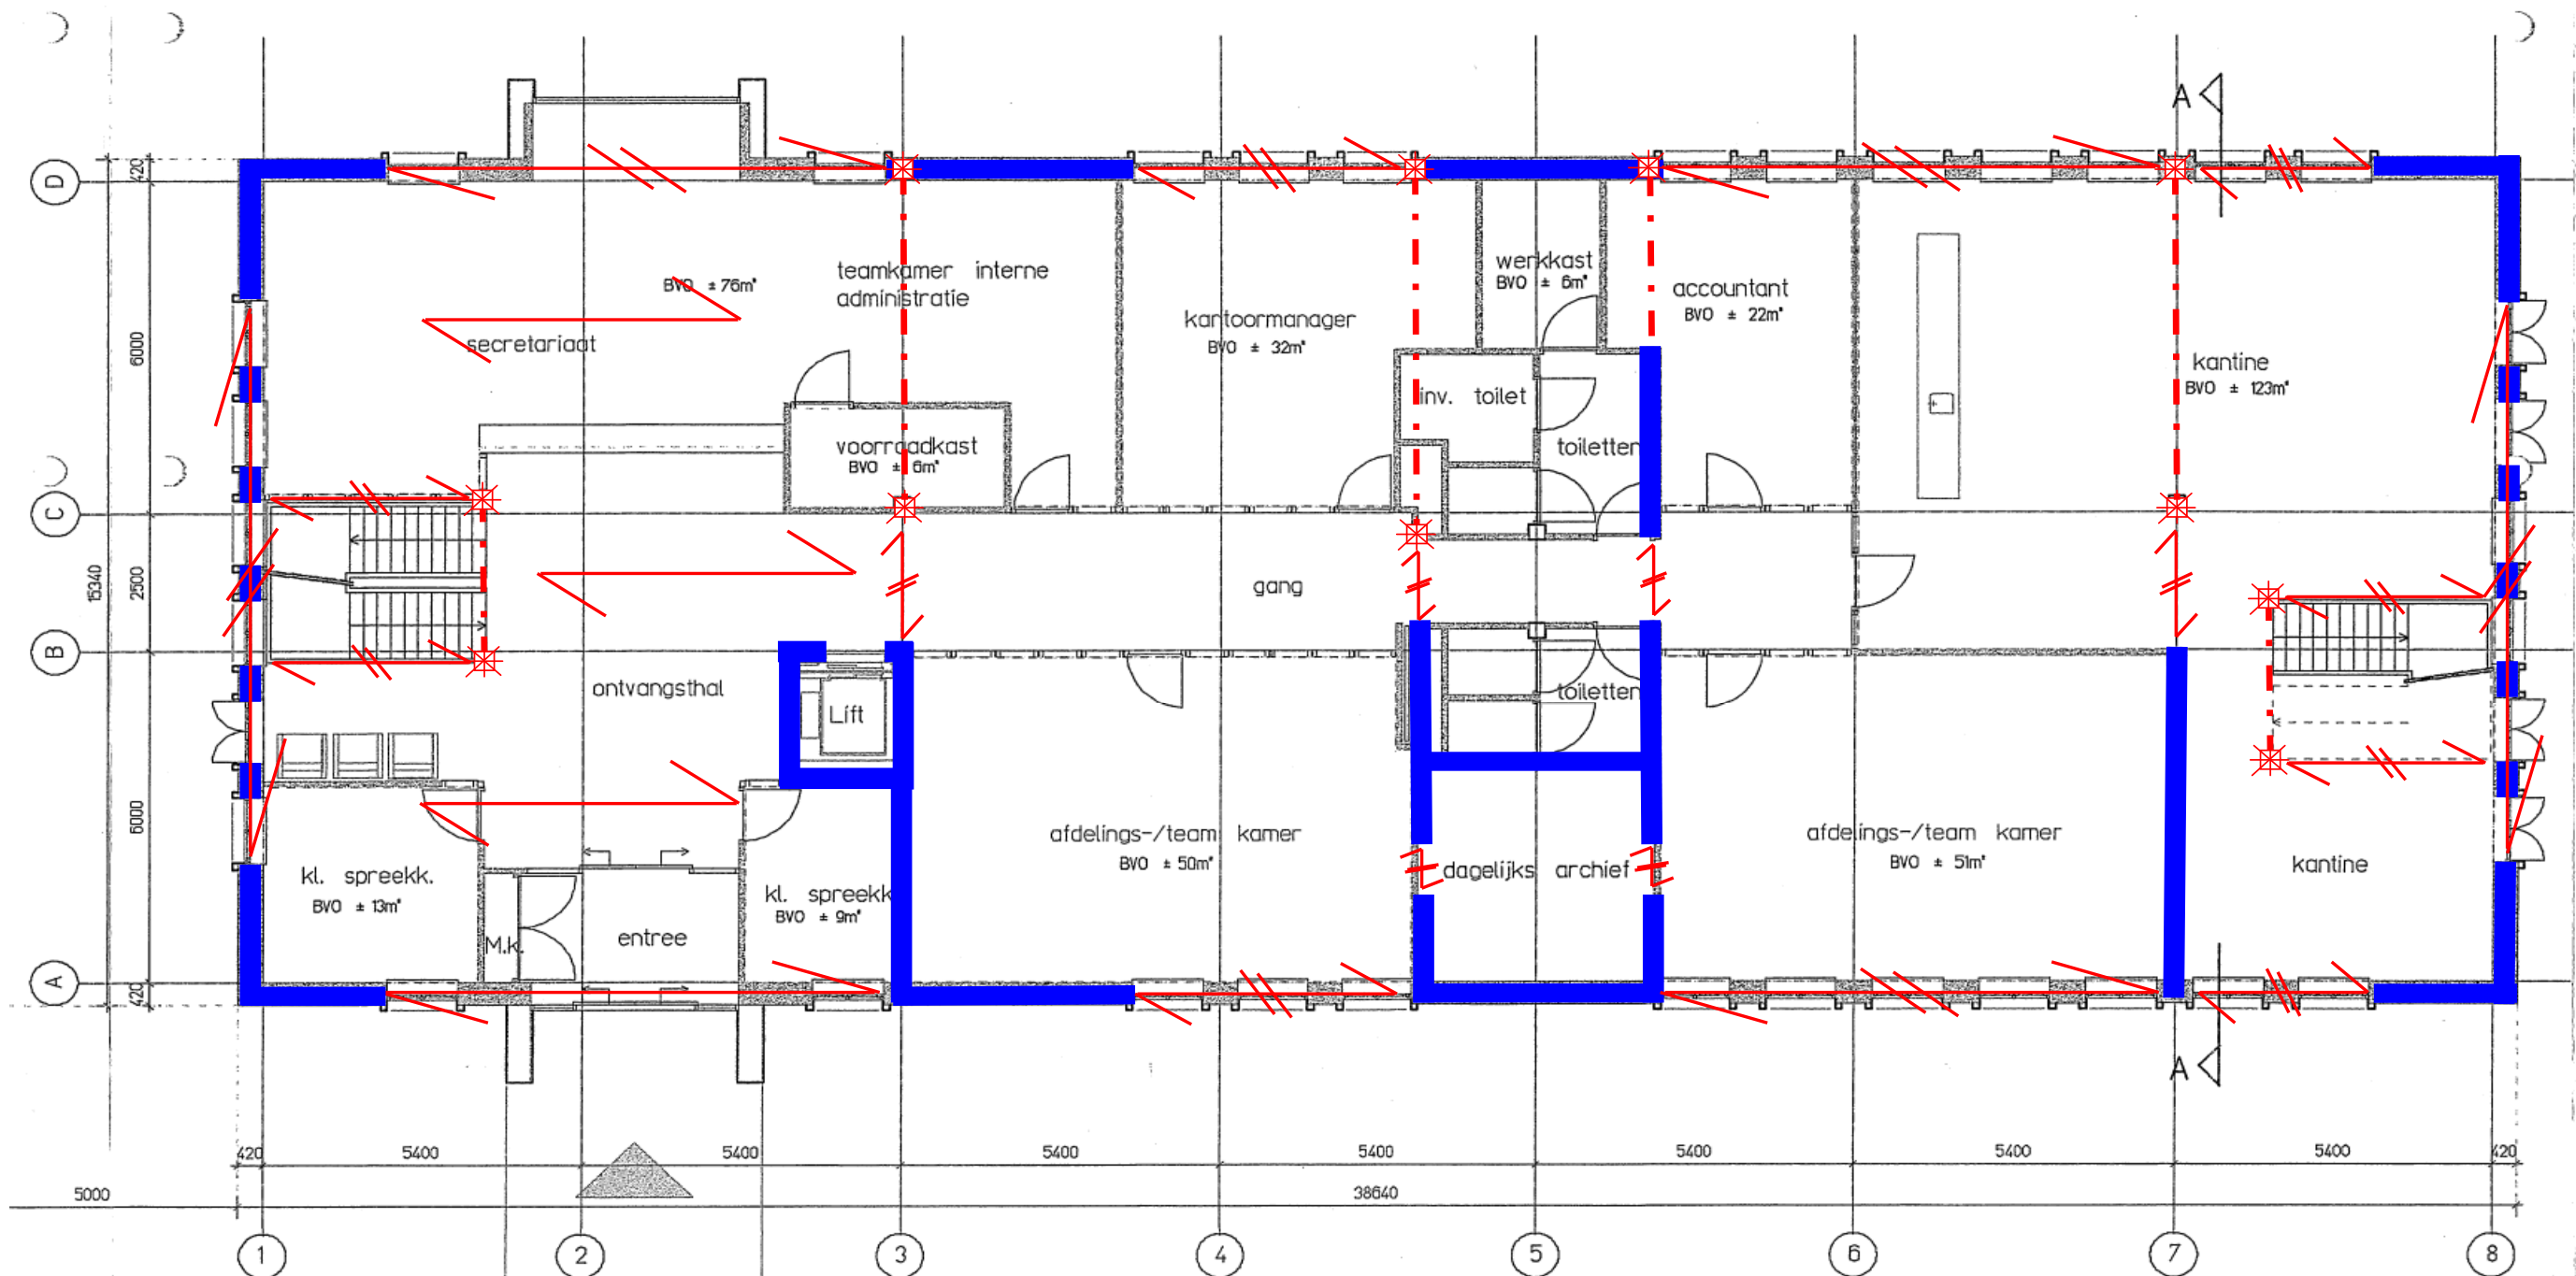 A
D
420
werkkast
BVO ± 6m²
teamkamer interne
administratie
BVO ± 76m²
accountant
BVO ± 22m²
kantoormanager
BVO ± 32m²
secretariaat
6000
kantine
BVO ± 123m²
inv. toilet
voorraadkast
BVO ± 6m²
toiletten
C
15340
2500
gang
B
ontvangsthal
toiletten
Lift
6000
afdelings-/team kamer
BVO ± 50m²
afdelings-/team kamer
BVO ± 51m²
kantine
dagelijks archief
kl. spreekk.
BVO ± 13m²
kl. spreekk
BVO ± 9m²
M.k.
entree
A
420
A
420
5400
5400
5400
5400
5400
5400
5400
420
5000
38640
1
2
3
4
5
6
7
8